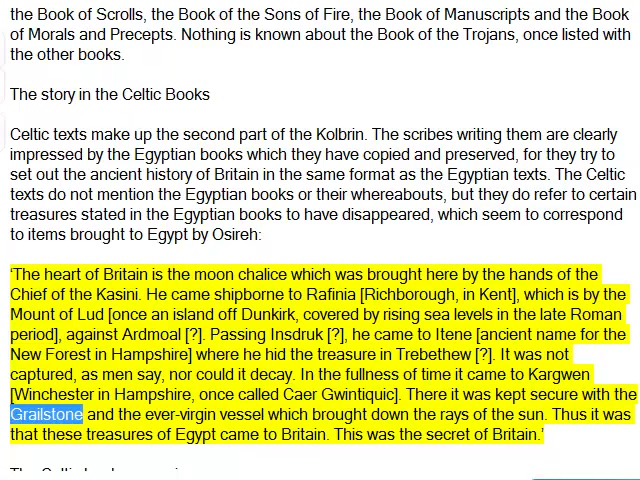 the Book of Scrolls, the Book of the Sons of Fire, the Book of Manuscripts and the Book
of Morals and Precepts. Nothing is known about the Book of the Trojans, once listed with
the other books.
The story in the Celtic Books
Celtic texts make up the second part of the Kolbrin. The scribes writing them are clearly
impressed by the Egyptian books which they have copied and preserved, for they try to
set out the ancient history of Britain in the same format as the Egyptian texts. The Celtic
texts do not mention the Egyptian books or their whereabouts, but they do refer to certain
treasures stated in the Egyptian books to have disappeared, which seem to correspond
to items brought to Egypt by Osireh:
‘The heart of Britain is the moon chalice which was brought here by the hands of the
Chief of the Kasini. He came shipborne to Rafinia [Richborough, in Kent], which is by the
Mount of Lud [once an island off Dunkirk, covered by rising sea levels in the late Roman
period], against Ardmoal [?]. Passing Insdruk [?], he came to Itene [ancient name for the
New Forest in Hampshire] where he hid the treasure in Trebethew [?]. It was not
captured, as men say, nor could it decay. In the fullness of time it came to Kargwen
[Winchester in Hampshire, once called Caer Gwintiquic]. There it was kept secure with the
Grailstone and the ever-virgin vessel which brought down the rays of the sun. Thus it was
that these treasures of Egypt came to Britain. This was the secret of Britain.’